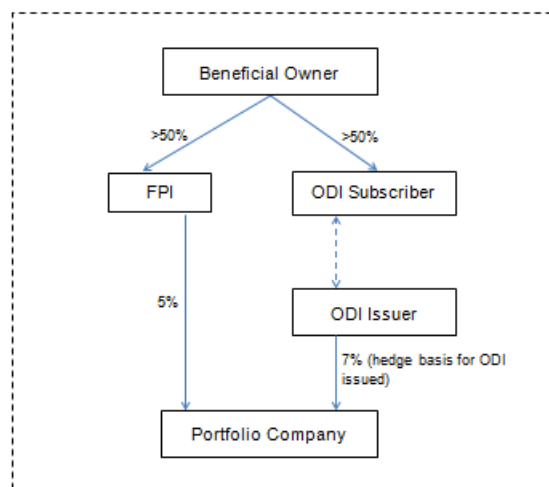 Beneficial Owner
>50%
>50%
FPI
ODI Subscriber
5%
ODI Issuer
7% (hedge basis for ODI
issued)
Portfolio Company